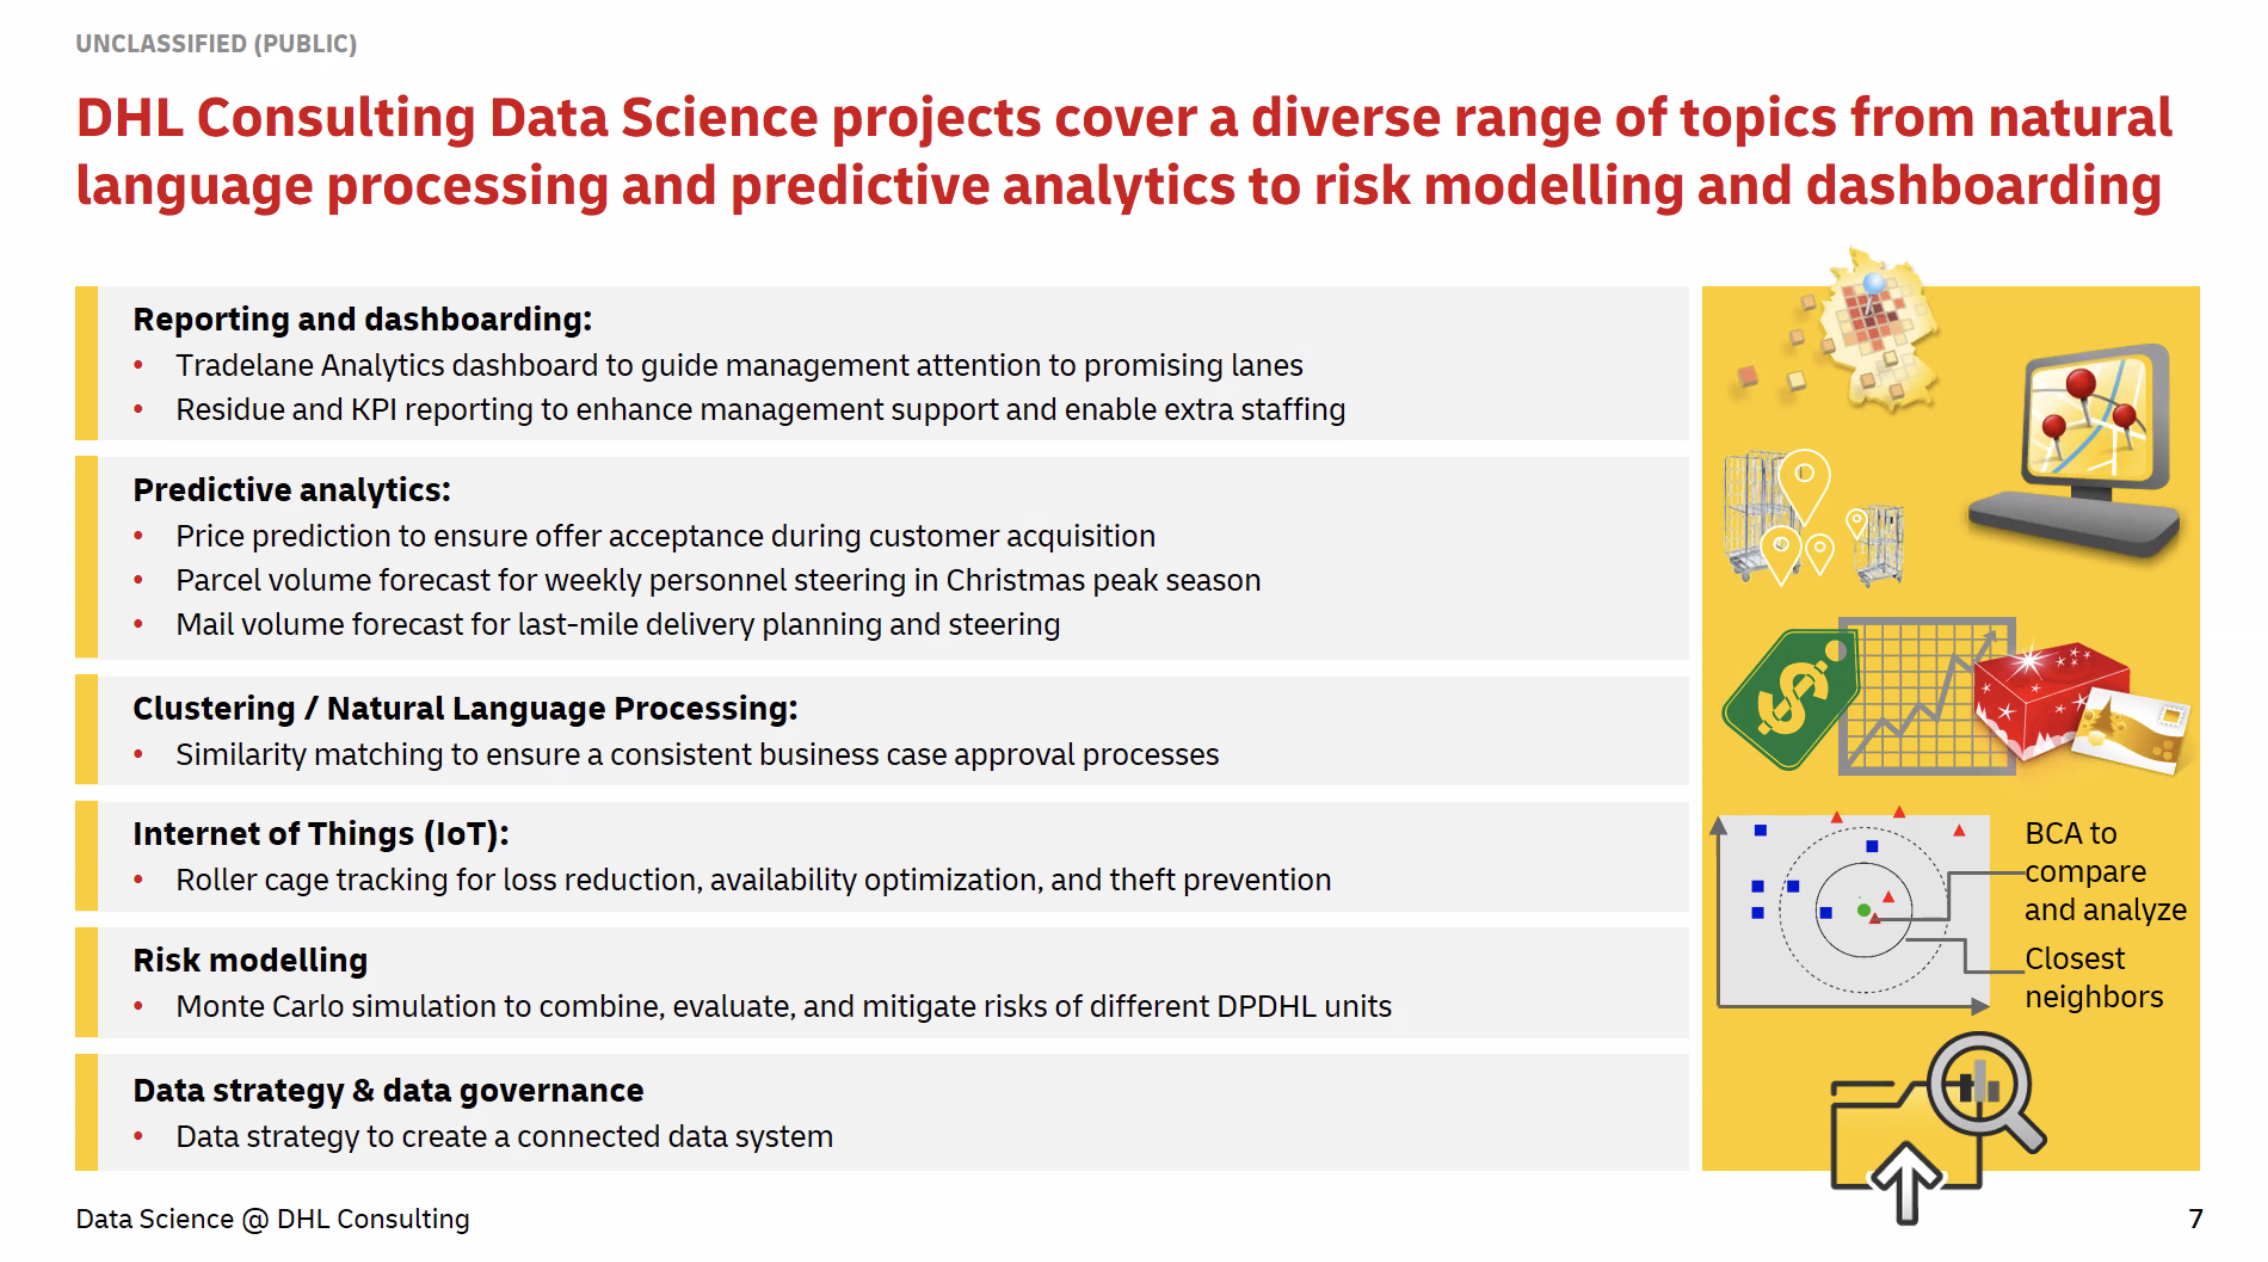 UNCLASSIFIED (PUBLIC)
DHL Consulting Data Science projects cover a diverse range of topics from natural
language processing and predictive analytics to risk modelling and dashboarding
Reporting and dashboarding:
• Tradelane Analytics dashboard to guide management attention to promising lanes
• Residue and KPI reporting to enhance management support and enable extra staffing
Predictive analytics:
• Price prediction to ensure offer acceptance during customer acquisition
• Parcel volume forecast for weekly personnel steering in Christmas peak season
• Mail volume forecast for last-mile delivery planning and steering
Clustering / Natural Language Processing:
• Similarity matching to ensure a consistent business case approval processes
Internet of Things (IoT):
• Roller cage tracking for loss reduction, availability optimization, and theft prevention
Risk modelling
• Monte Carlo simulation to combine, evaluate, and mitigate risks of different DPDHL units
Data strategy & data governance
• Data strategy to create a connected data system
$
BCA to
compare
and analyze
Closest
neighbors
Data Science @ DHL Consulting
7